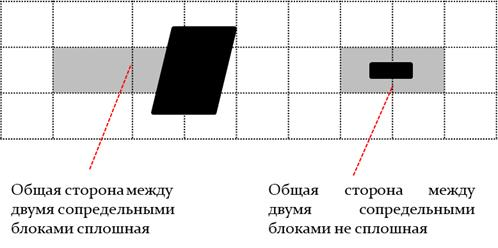 Общая сторона между
двумя сопредельными
блоками сплошная
Общая сторона между
двумя сопредельными
блоками не сплошная